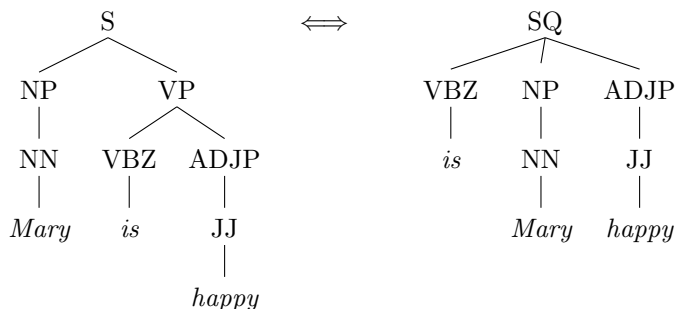 S ⟺ SQ
NP VP VBZ NP ADJP
NN VBZ ADJP is NN JJ
Mary is JJ Mary happy
happy